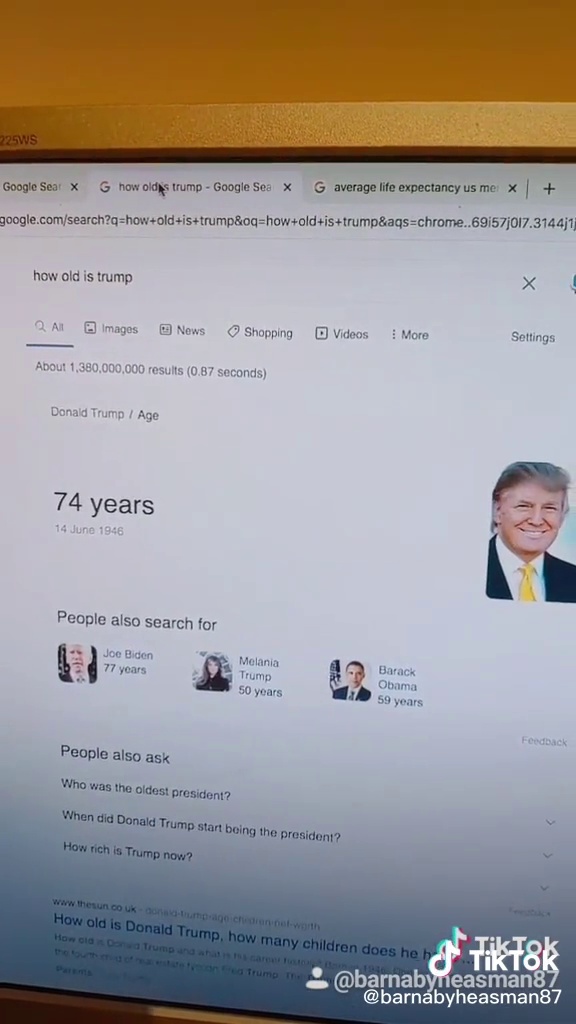 225WS
Google Sear
how old is trump - Google Sea
average life expectancy us me
google.com/search?q=how+old+is+trump&oq=how+old+is+trump&aqs=chrome..69i57j0l7.3144j1j
how old is trump
All
Images
News
Shopping
Videos
More
Settings
About 1,380,000,000 results (0.87 seconds)
Donald Trump / Age
74 years
14 June 1946
People also search for
Joe Biden
77 years
Melania
Trump
50 years
Barack
Obama
59 years
Feedback
People also ask
Who was the oldest president?
When did Donald Trump start being the president?
How rich is Trump now?
Feedback
www.thesun.co.uk - donald-trump-age-children-net-worth
How old is Donald Trump, how many children does he
How old is Donald Trump and what is his career history? Born in 1946, Do
the fourth child of real estate tycoon Fred Trump. The
Parents
TikTok
TikTok
@barnabyheasman87
@barnabyheasman87